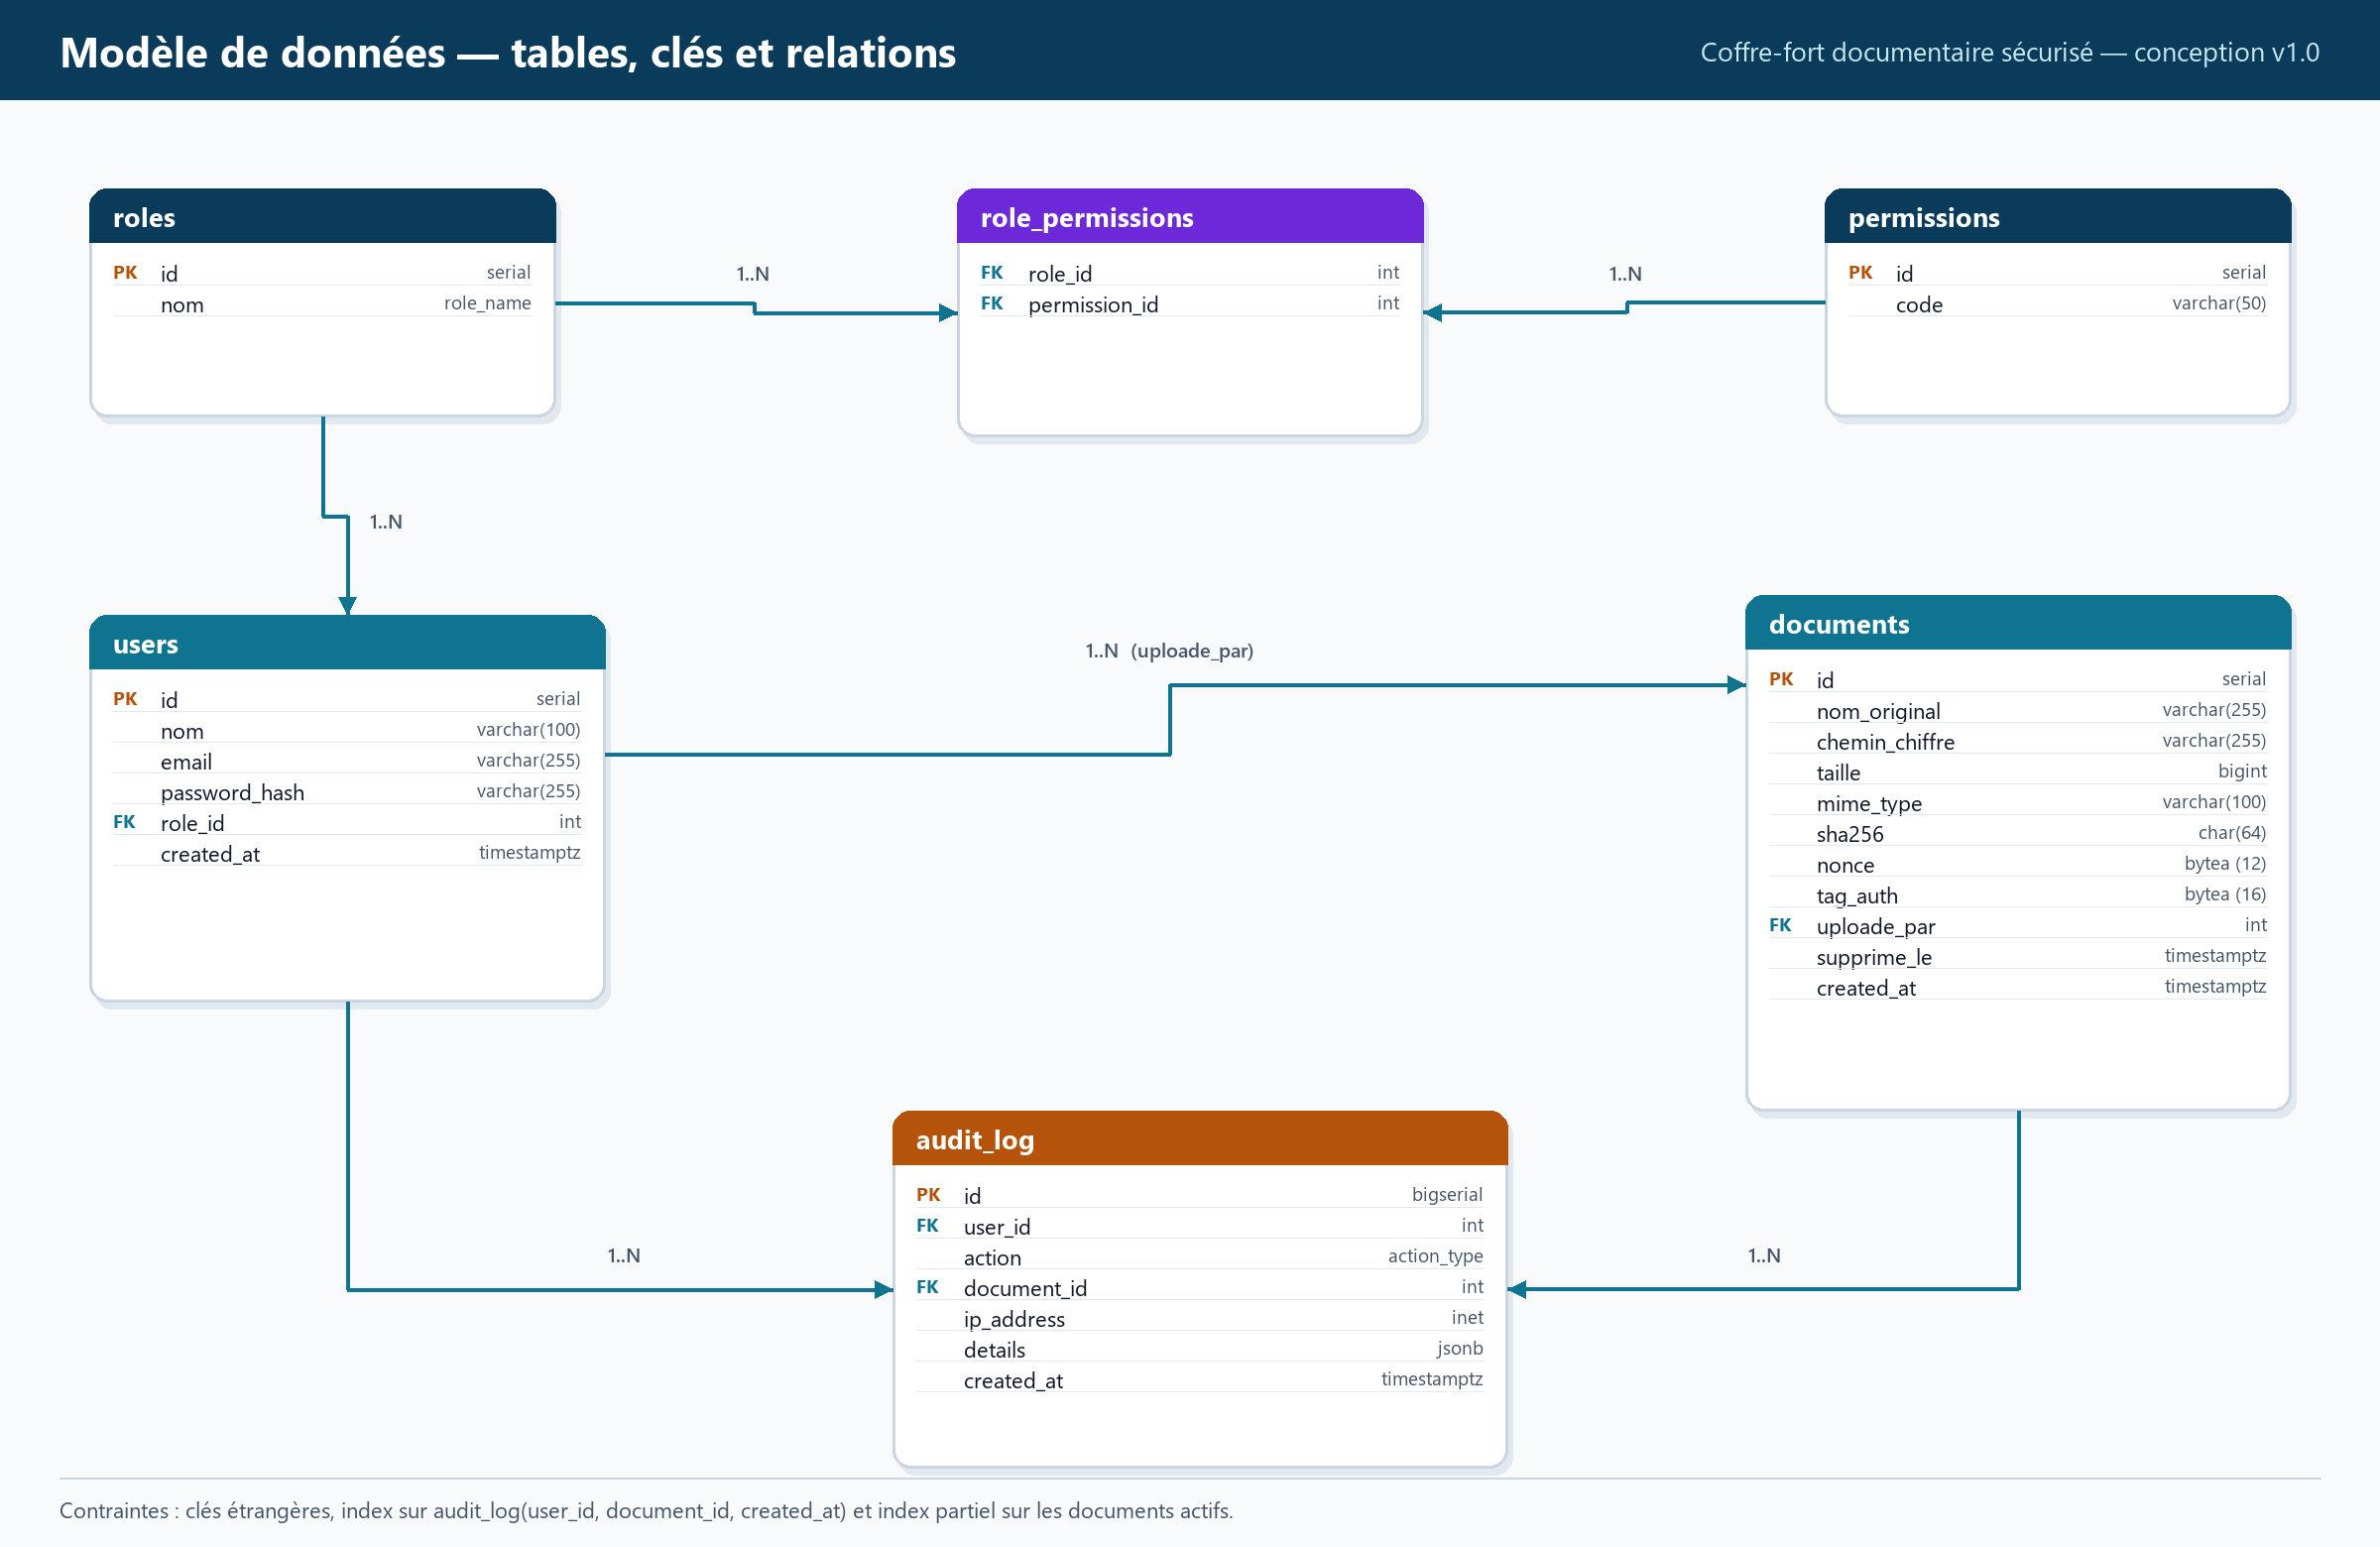 Modèle de données — tables, clés et relations
Coffre-fort documentaire sécurisé — conception v1.0
roles
PK id serial
nom role_name
1..N
role_permissions
FK role_id int
FK permission_id int
1..N
permissions
PK id serial
code varchar(50)
1..N
users
PK id serial
nom varchar(100)
email varchar(255)
password_hash varchar(255)
FK role_id int
created_at timestamptz
1..N (uploade_par)
documents
PK id serial
nom_original varchar(255)
chemin_chiffre varchar(255)
taille bigint
mime_type varchar(100)
sha256 char(64)
nonce bytea (12)
tag_auth bytea (16)
FK uploade_par int
supprime_le timestamptz
created_at timestamptz
1..N
audit_log
PK id bigserial
FK user_id int
action action_type
FK document_id int
ip_address inet
details jsonb
created_at timestamptz
1..N
Contraintes : clés étrangères, index sur audit_log(user_id, document_id, created_at) et index partiel sur les documents actifs.